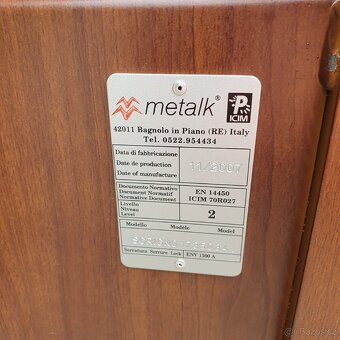 metalk®
P
ICIM
42011 Bagnolo in Piano (RE) Italy
Tel. 0522.954434
Data di fabbricazione
Date de production
Date of manufacture
11/2007
Documento Normativo
Document Normatif
Normative Document
EN 14450
ICIM 70R027
Livello
Niveau
Level
2
Modello Modèle Model
Serratura Serrure Lock
ENV 1300 A